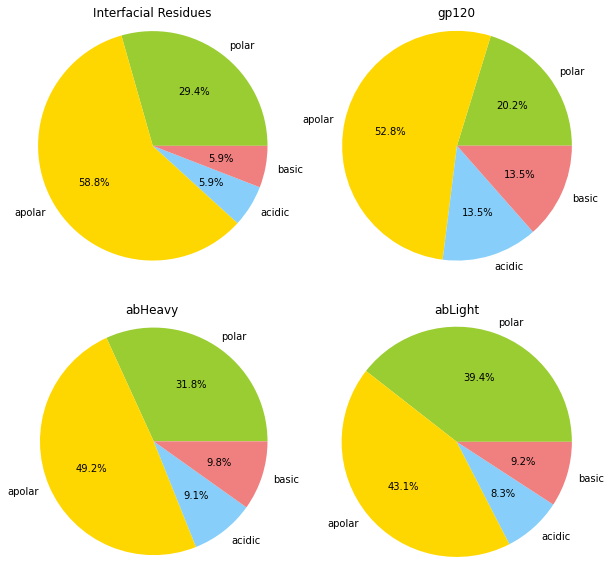 Interfacial Residues
polar
29.4%
apolar
58.8%
5.9%
acidic
5.9%
basic
gp120
polar
20.2%
apolar
52.8%
13.5%
acidic
13.5%
basic
abHeavy
polar
31.8%
apolar
49.2%
9.1%
acidic
9.8%
basic
abLight
polar
39.4%
apolar
43.1%
8.3%
acidic
9.2%
basic